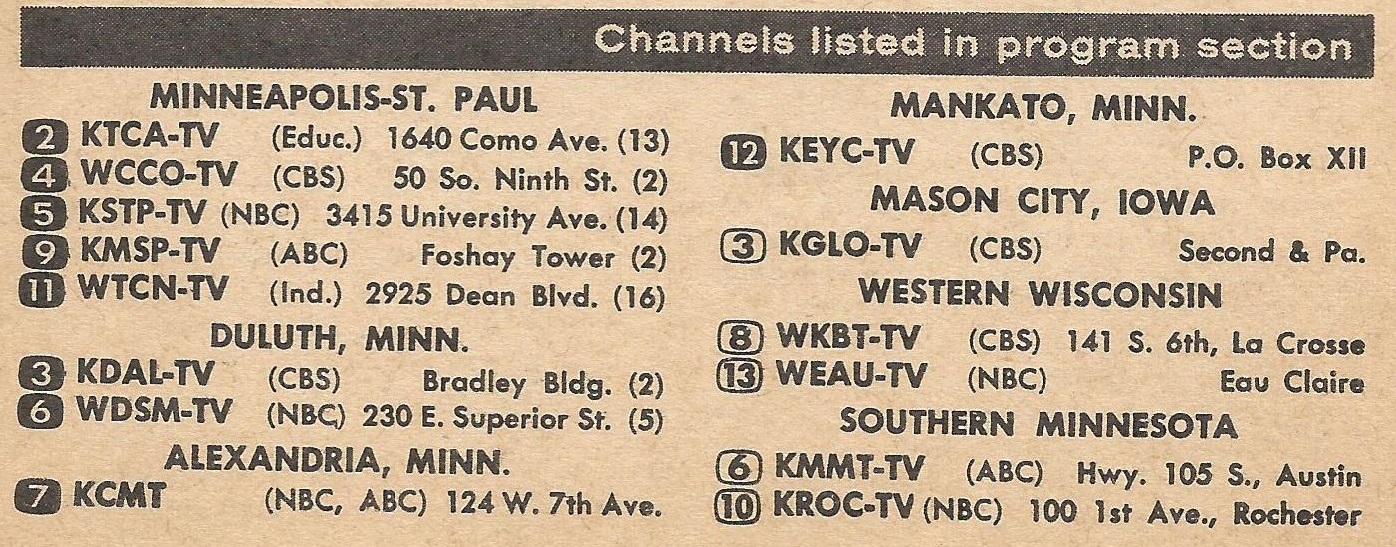 Channels listed in program section
MINNEAPOLIS-ST. PAUL
2 KTCA-TV (Educ.) 1640 Como Ave. (13)
4 WCCO-TV (CBS) 50 So. Ninth St. (2)
5 KSTP-TV (NBC) 3415 University Ave. (14)
9 KMSP-TV (ABC) Foshay Tower (2)
11 WTCN-TV (Ind.) 2925 Dean Blvd. (16)
DULUTH, MINN.
3 KDAL-TV (CBS) Bradley Bldg. (2)
6 WDSM-TV (NBC) 230 E. Superior St. (5)
ALEXANDRIA, MINN.
7 KCMT (NBC, ABC) 124 W. 7th Ave.
MANKATO, MINN.
12 KEYC-TV (CBS) P.O. Box XII
MASON CITY, IOWA
3 KGLO-TV (CBS) Second & Pa.
WESTERN WISCONSIN
8 WKBT-TV (CBS) 141 S. 6th, La Crosse
13 WEAU-TV (NBC) Eau Claire
SOUTHERN MINNESOTA
6 KMMT-TV (ABC) Hwy. 105 S., Austin
10 KROC-TV (NBC) 100 1st Ave., Rochester